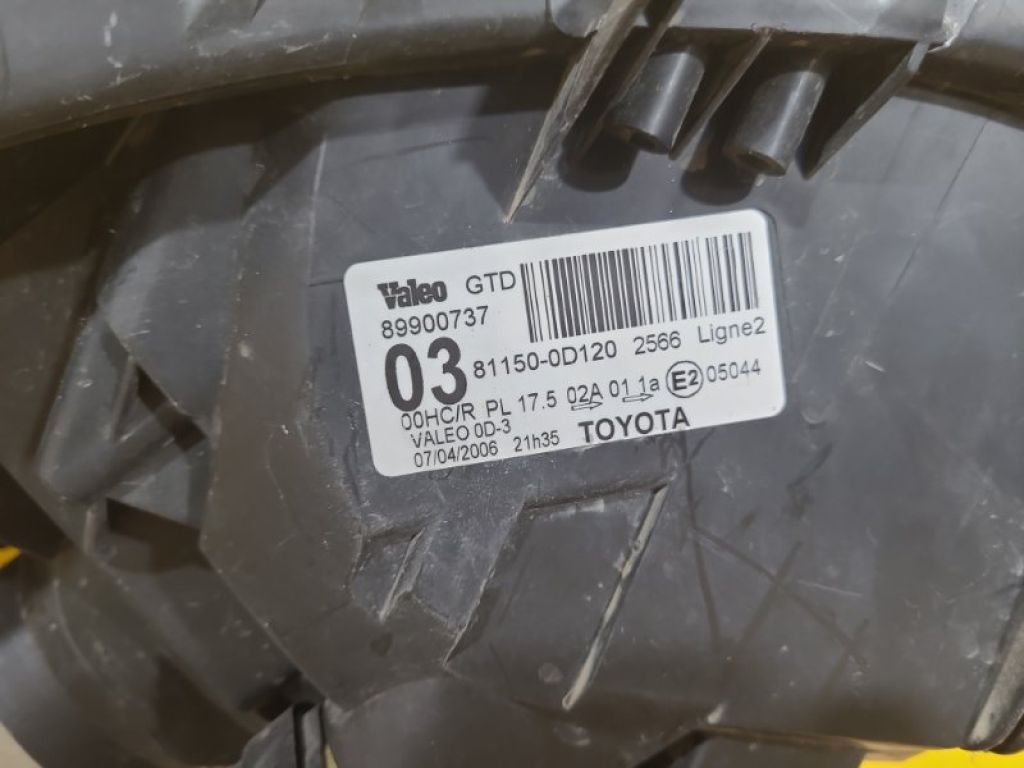 Valeo GTD
89900737
03 81150-0D120 2566 Ligne2
00HC/R PL 17.5 02A 01 1a E2 05044
VALEO 0D-3
07/04/2006 21h35 TOYOTA